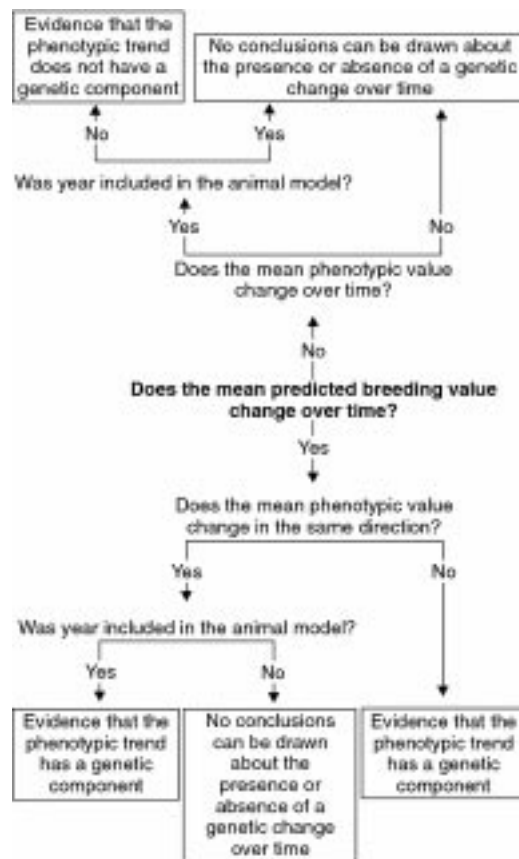 Evidence that the
phenotypic trend
does not have a
genetic component
No conclusions can be drawn about
the presence or absence of a genetic
change over time
No
Yes
Was year included in the animal model?
Yes
No
Does the mean phenotypic value
change over time?
No
Does the mean predicted breeding value
change over time?
Yes
Does the mean phenotypic value
change in the same direction?
Yes
No
Was year included in the animal model?
Yes
No
Evidence that the
phenotypic trend
has a genetic
component
No conclusions
can be drawn
about the
presence or
absence of a
genetic change
over time
Evidence that the
phenotypic trend
has a genetic
component